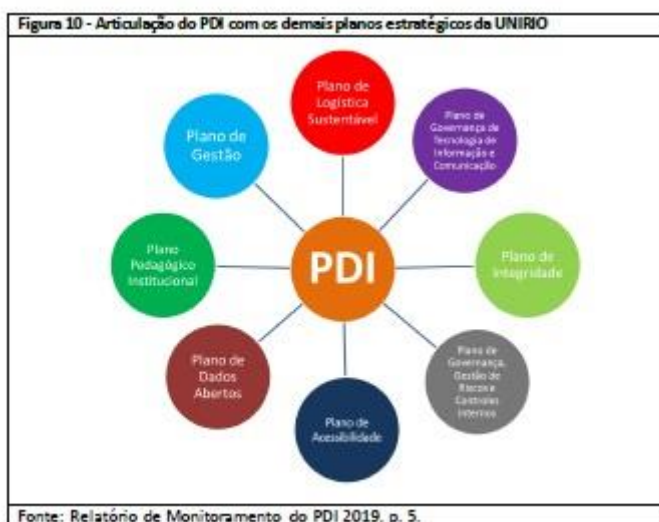 Figura 10 - Articulação do PDI com os demais planos estratégicos da UNIRIO
Plano de
Logística
Sustentável
Plano de
Governança de
Tecnologia de
Informação e
Comunicação
Plano de
Integridade
Plano de
Governança,
Gestão de
Riscos e
Controles
Internos
Plano de
Acessibilidade
Plano de
Dados
Abertos
Plano
Pedagógico
Institucional
Plano de
Gestão
PDI
Fonte: Relatório de Monitoramento do PDI 2019, p. 5.